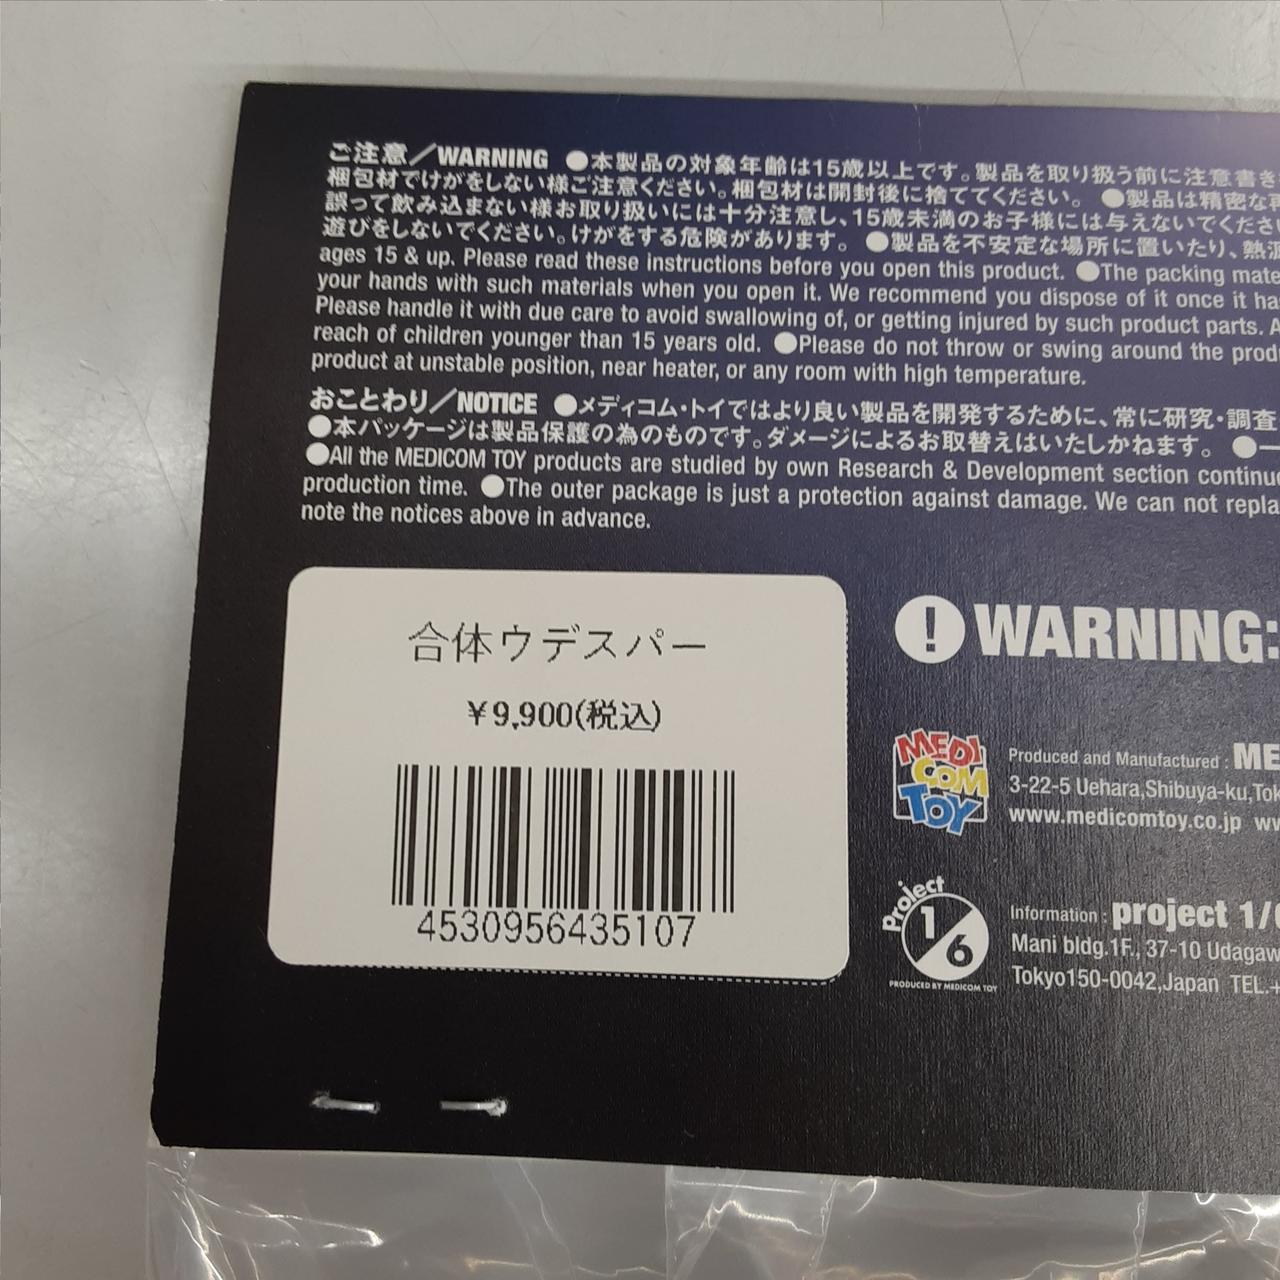 ご注意／WARNING ●本製品の対象年齢は15歳以上です。製品を取り扱う前に注意書き
梱包材でけがをしない様ご注意ください。梱包材は開封後に捨ててください。 ●製品は精密な
誤って飲み込まない様お取り扱いには十分注意し、15歳未満のお子様には与えないでくださ
遊びをしないでください。けがをする危険があります。 ●製品を不安定な場所に置いたり、熱源
ages 15 & up. Please read these instructions before you open this product. ●The packing mate
your hands with such materials when you open it. We recommend you dispose of it once it ha
Please handle it with due care to avoid swallowing of, or getting injured by such product parts. A
reach of children younger than 15 years old. ●Please do not throw or swing around the prod
product at unstable position, near heater, or any room with high temperature.
おことわり／NOTICE ●メディコム・トイではより良い製品を開発するために、常に研究・調査
●本パッケージは製品保護の為のものです。ダメージによるお取替えはいたしかねます。 ●一
●All the MEDICOM TOY products are studied by own Research & Development section continuo
production time. ●The outer package is just a protection against damage. We can not repla
note the notices above in advance.
合体ウデスパー
¥9,900(税込)
4530956435107
! WARNING:
MEDI
COM
TOY
Produced and Manufactured : ME
3-22-5 Uehara,Shibuya-ku,Tok
www.medicomtoy.co.jp ww
Project
1/6
PRODUCED BY MEDICOM TOY
Information : project 1/6
Mani bldg.1F., 37-10 Udagaw
Tokyo150-0042,Japan TEL.+